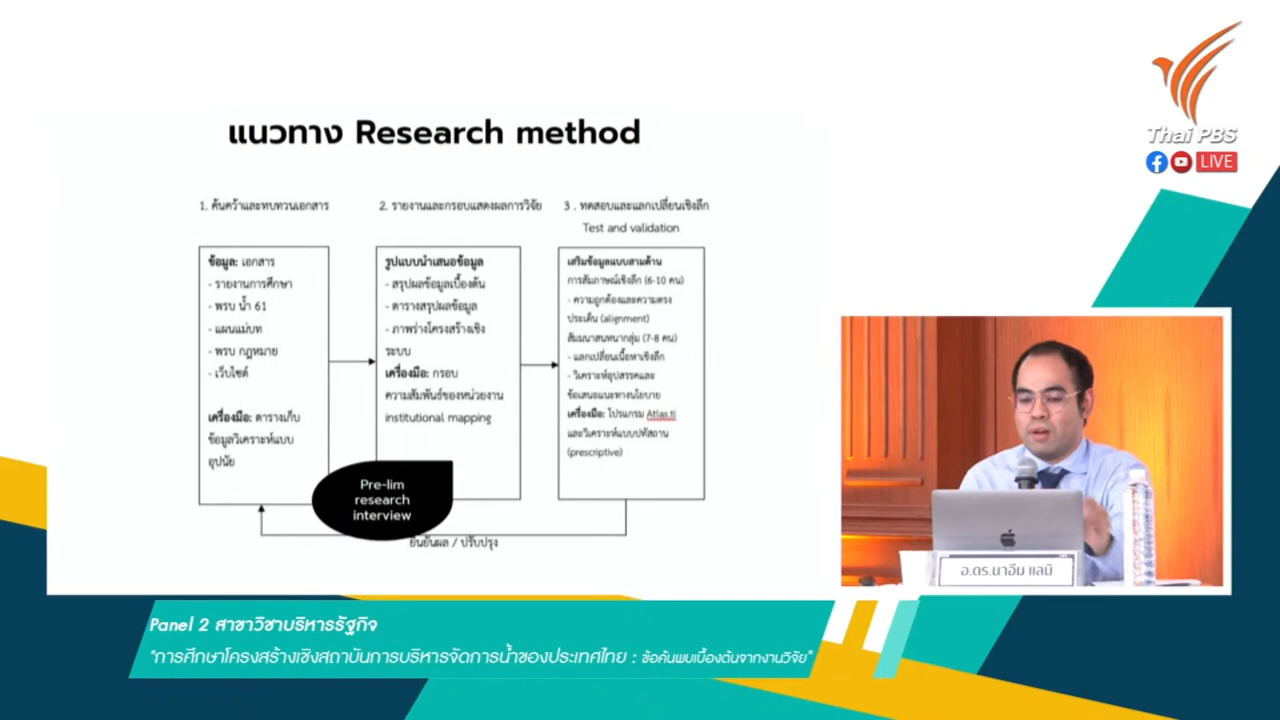 Thai PBS
LIVE
แนวทาง Research method
1. ค้นคว้าและทบทวนเอกสาร
ข้อมูล: เอกสาร
- รายงานการศึกษา
- พรบ น้ำ 61
- แผนแม่บท
- พรบ กฎหมาย
- เว็บไซต์
เครื่องมือ: ตารางเก็บ
ข้อมูลวิเคราะห์แบบ
อุปนัย
2. รายงานและกรอบแสดงผลการวิจัย
รูปแบบนำเสนอข้อมูล
- สรุปผลข้อมูลเบื้องต้น
- ตารางสรุปผลข้อมูล
- ภาพร่างโครงสร้างเชิง
ระบบ
เครื่องมือ: กรอบ
ความสัมพันธ์ของหน่วยงาน
institutional mapping
3 . ทดสอบและแลกเปลี่ยนเชิงลึก
Test and validation
เสริมข้อมูลแบบสามด้าน
การสัมภาษณ์เชิงลึก (6-10 คน)
- ความถูกต้องและความตรง
ประเด็น (alignment)
สัมมนาสนทนากลุ่ม (7-8 คน)
- แลกเปลี่ยนเนื้อหาเชิงลึก
- วิเคราะห์อุปสรรคและ
ข้อเสนอแนะทางนโยบาย
เครื่องมือ: โปรแกรม Atlas.ti
และวิเคราะห์แบบปทัสถาน
(prescriptive)
Pre-lim
research
interview
ยืนยันผล / ปรับปรุง
อ.ดร.นาอีม แลนิ
Panel 2 สาขาวิชาบริหารรัฐกิจ
"การศึกษาโครงสร้างเชิงสถาบันการบริหารจัดการน้ำของประเทศไทย : ข้อค้นพบเบื้องต้นจากงานวิจัย"